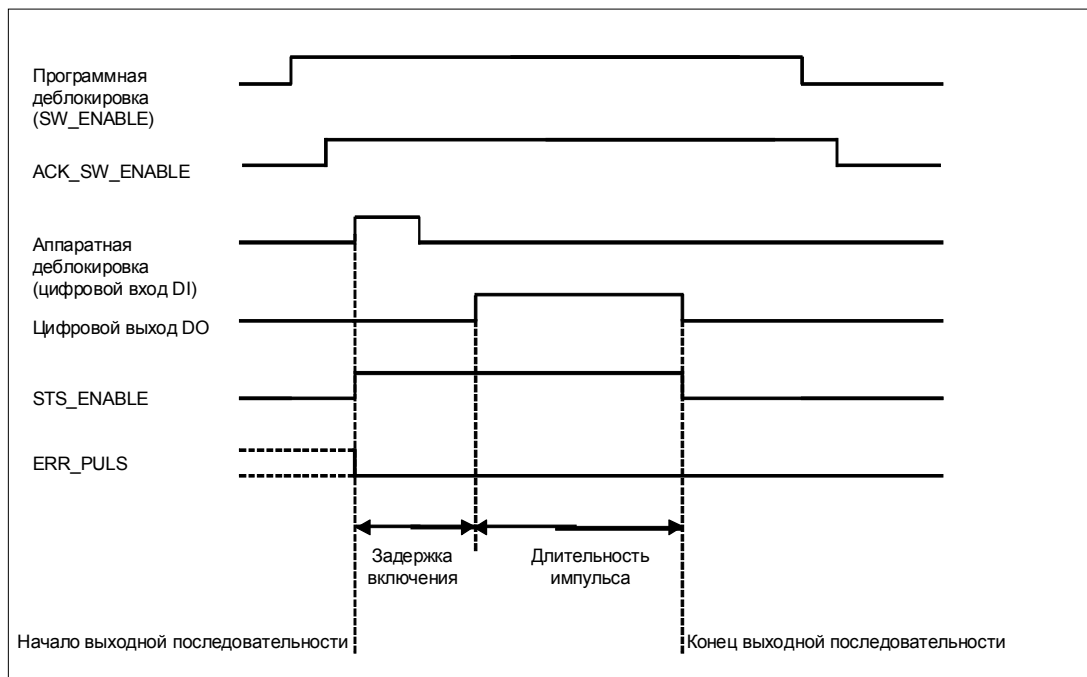 Программная
деблокировка
(SW_ENABLE)
ACK_SW_ENABLE
Аппаратная
деблокировка
(цифровой вход DI)
Цифровой выход DO
STS_ENABLE
ERR_PULS
Задержка
включения
Длительность
импульса
Начало выходной последовательности
Конец выходной последовательности